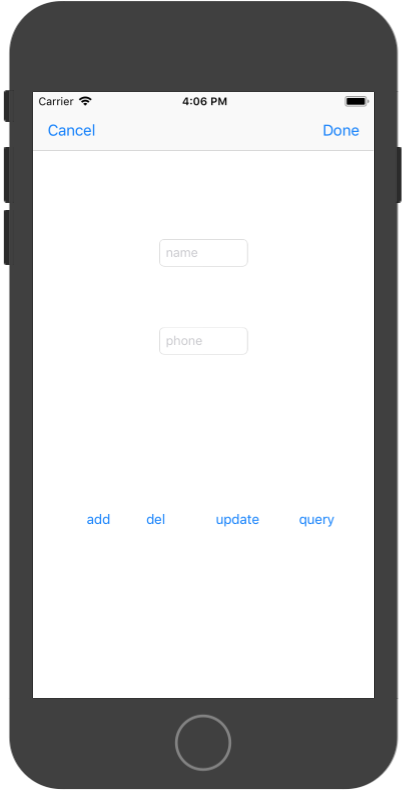 Carrier 4:06 PM
Cancel Done
name
phone
add del update query